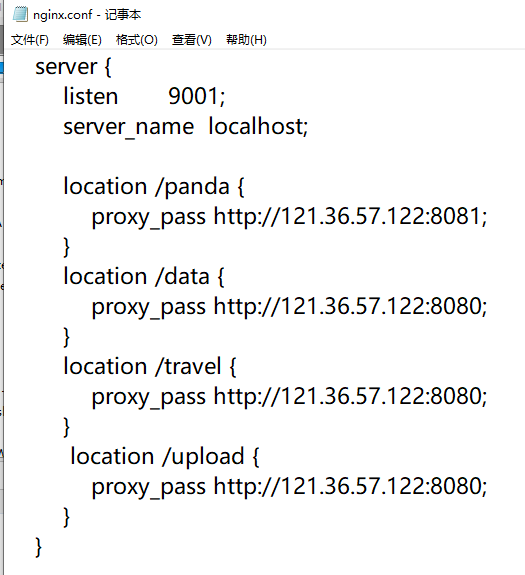 nginx.conf - 记事本
文件(F) 编辑(E) 格式(O) 查看(V) 帮助(H)
server {
listen 9001;
server_name localhost;
location /panda {
proxy_pass http://121.36.57.122:8081;
}
location /data {
proxy_pass http://121.36.57.122:8080;
}
location /travel {
proxy_pass http://121.36.57.122:8080;
}
location /upload {
proxy_pass http://121.36.57.122:8080;
}
}